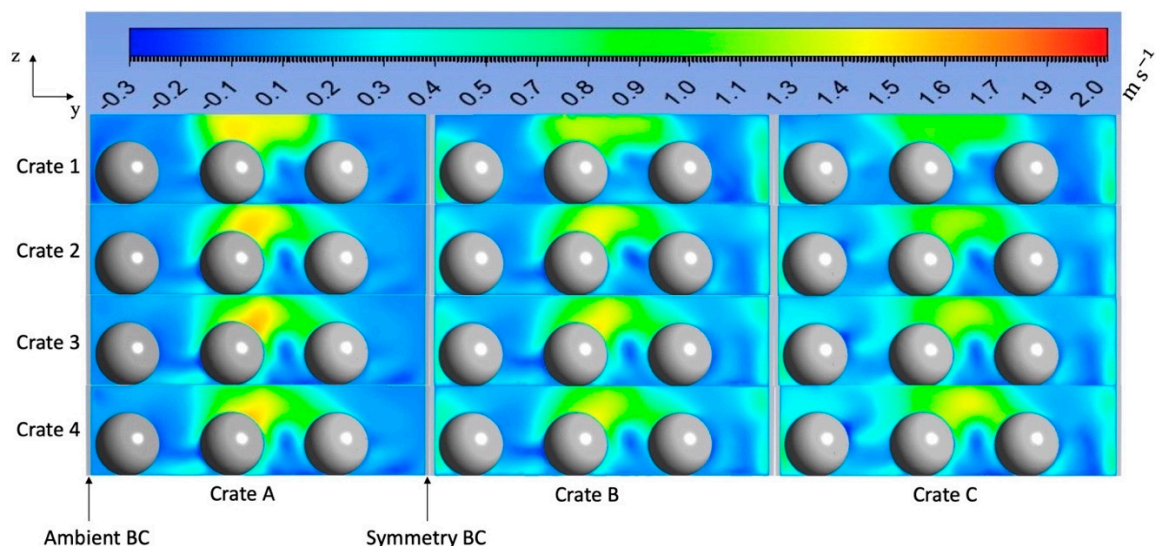 z
y
-0.3 -0.2 -0.1 0.1 0.2 0.3 0.4 0.5 0.6 0.8 0.9 1.0 1.1 1.3 1.4 1.5 1.6 1.7 1.9 2.0
m s⁻¹
Crate 1
Crate 2
Crate 3
Crate 4
Crate A Crate B Crate C
Ambient BC Symmetry BC